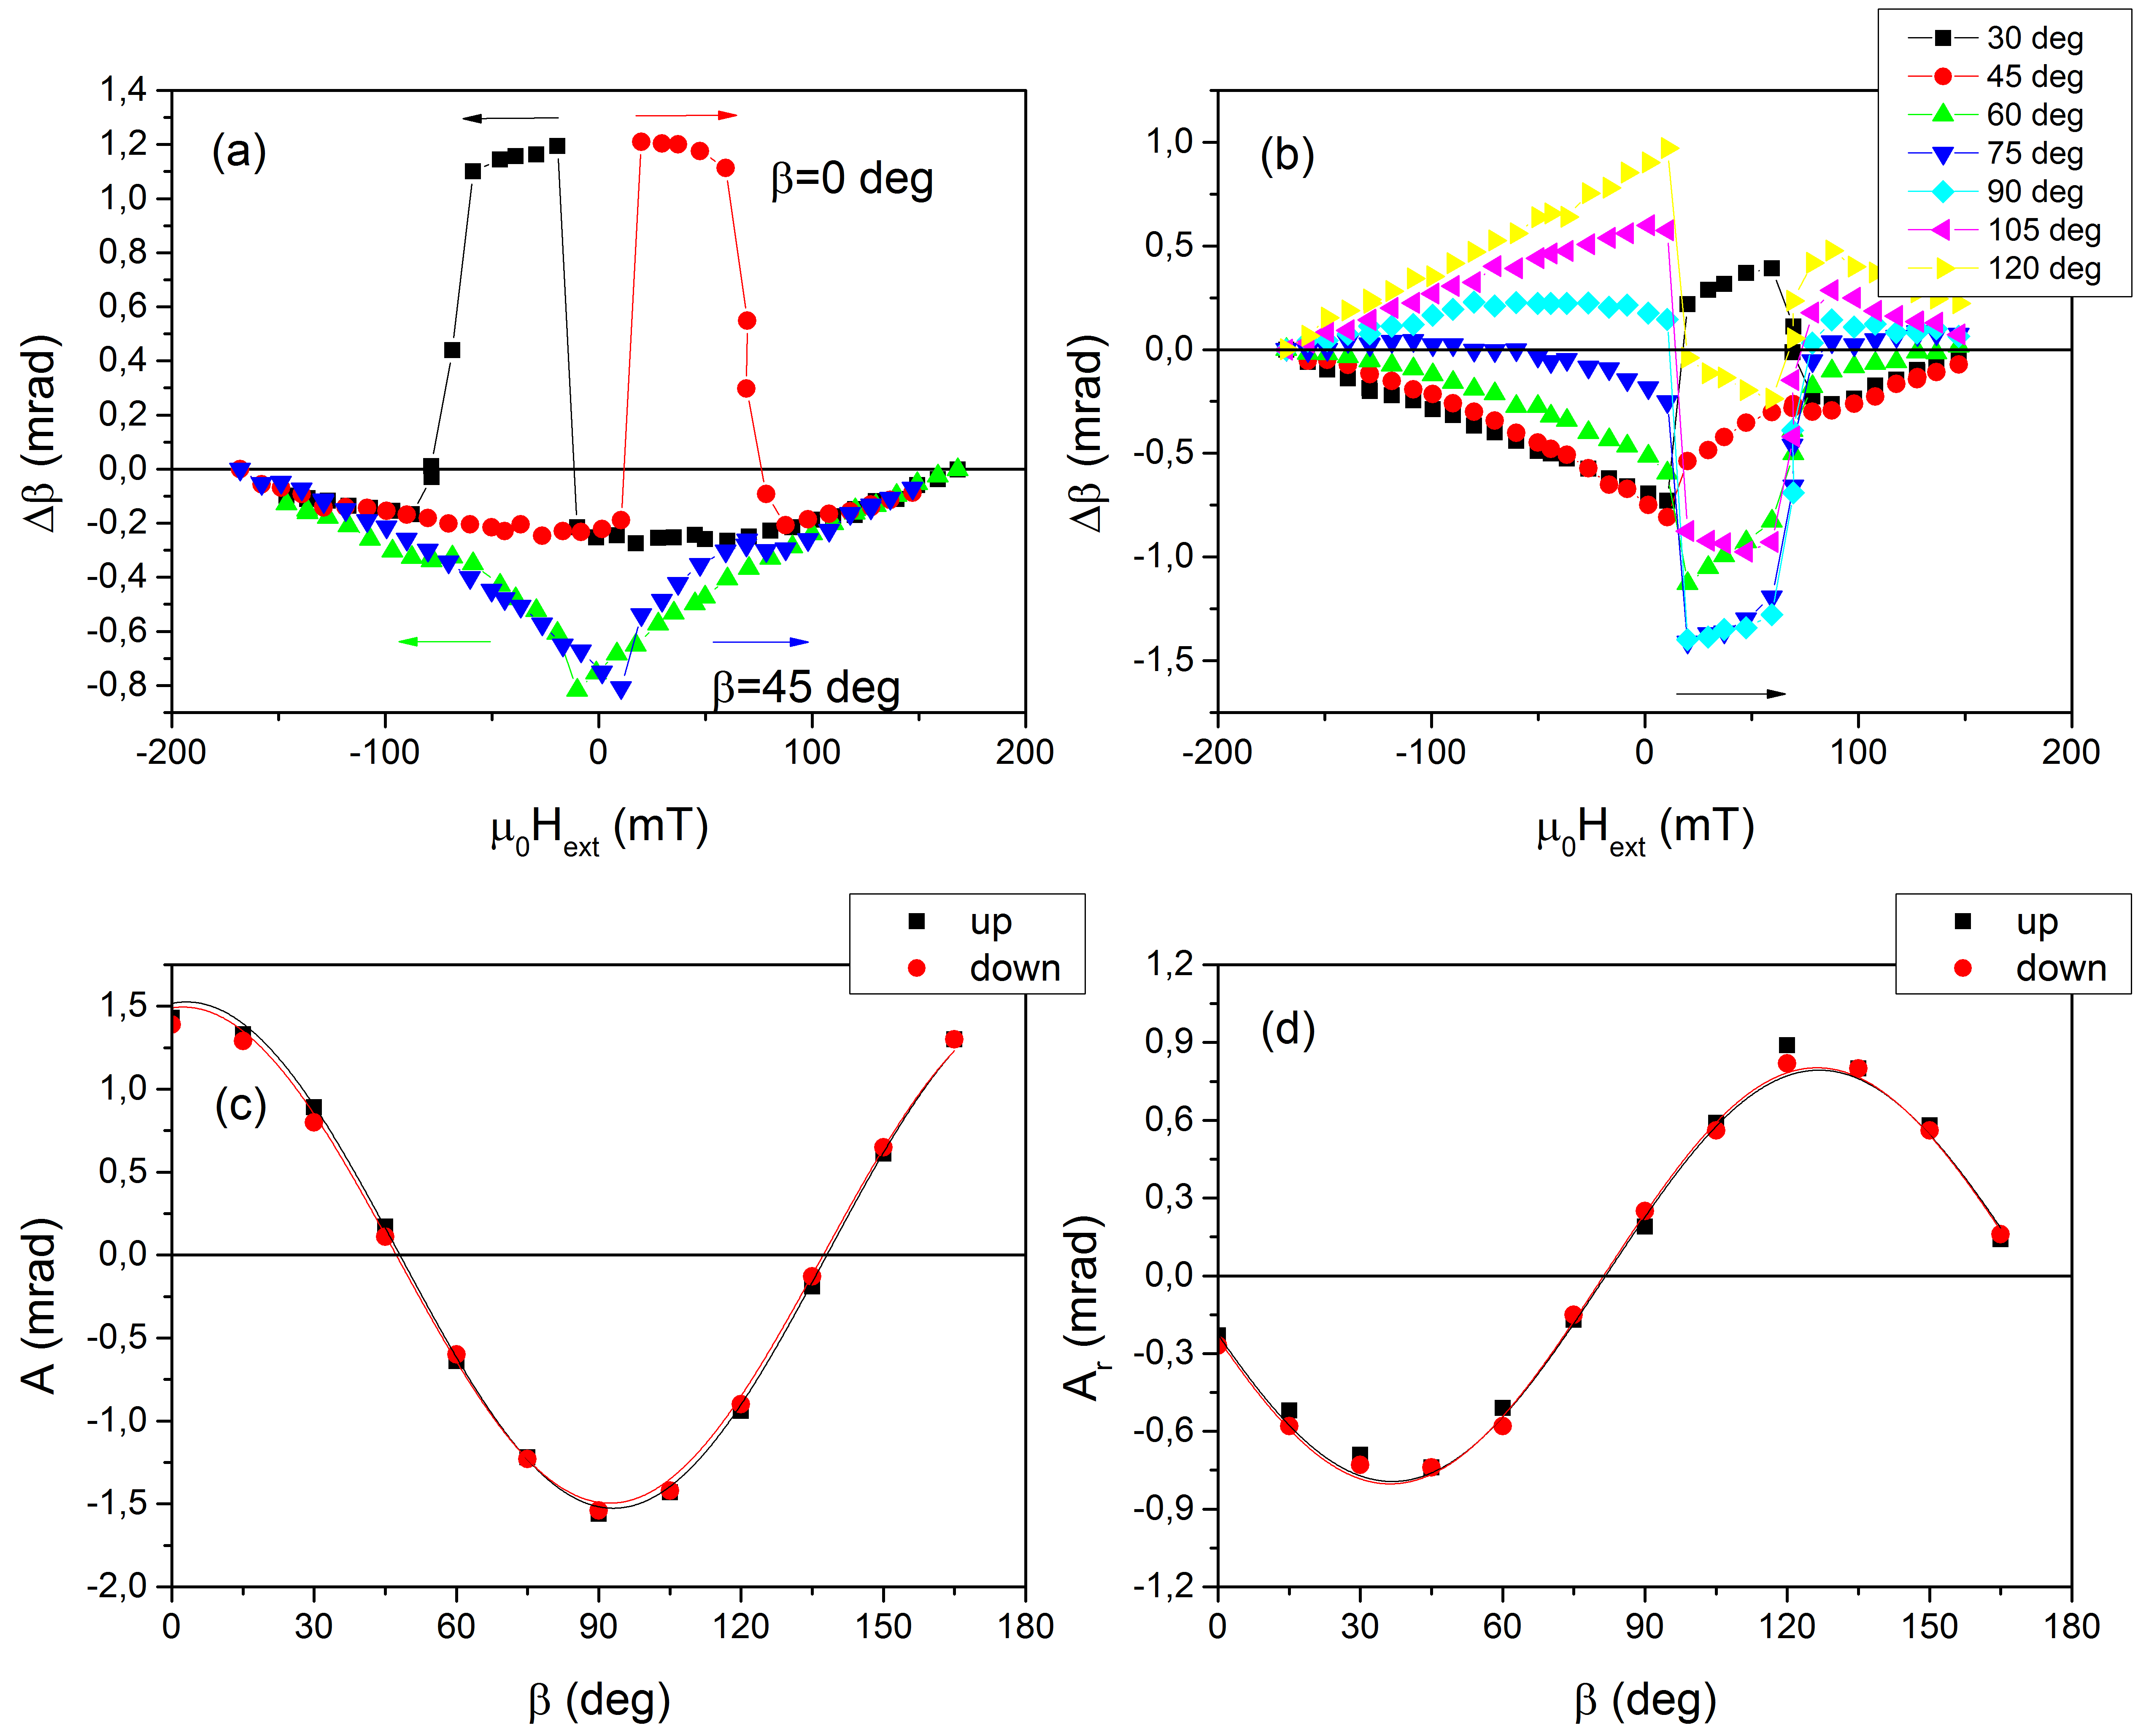 (a)
β=0 deg
β=45 deg
1,4
1,2
1,0
0,8
0,6
0,4
0,2
0,0
-0,2
-0,4
-0,6
-0,8
Δβ (mrad)
-200 -100 0 100 200
μ0Hext (mT)
30 deg
45 deg
60 deg
75 deg
90 deg
105 deg
120 deg
(b)
1,0
0,5
0,0
-0,5
-1,0
-1,5
Δβ (mrad)
-200 -100 0 100 200
μ0Hext (mT)
up
down
(c)
1,5
1,0
0,5
0,0
-0,5
-1,0
-1,5
-2,0
A (mrad)
0 30 60 90 120 150 180
β (deg)
up
down
(d)
1,2
0,9
0,6
0,3
0,0
-0,3
-0,6
-0,9
-1,2
Ar (mrad)
0 30 60 90 120 150 180
β (deg)